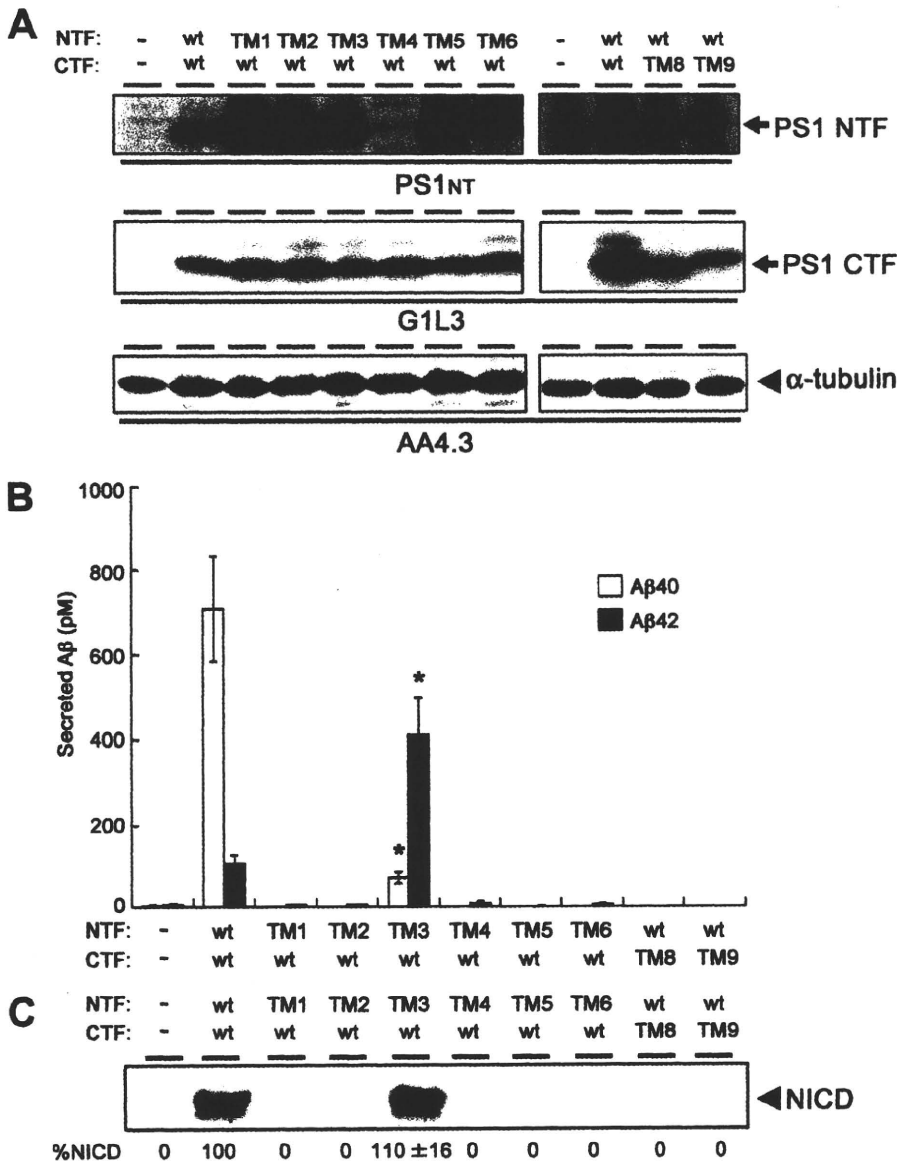 A
NTF: - wt TM1 TM2 TM3 TM4 TM5 TM6 - wt wt wt
CTF: - wt wt wt wt wt wt wt - wt TM8 TM9
PS1 NTF
PS1NT
PS1 CTF
G1L3
α-tubulin
AA4.3
B
1000
800
600
400
200
0
Secreted Aβ (pM)
Aβ40
Aβ42
*
*
NTF: - wt TM1 TM2 TM3 TM4 TM5 TM6 wt wt
CTF: - wt wt wt wt wt wt wt TM8 TM9
C
NTF: - wt TM1 TM2 TM3 TM4 TM5 TM6 wt wt
CTF: - wt wt wt wt wt wt wt TM8 TM9
NICD
%NICD 0 100 0 0 110 ±16 0 0 0 0 0